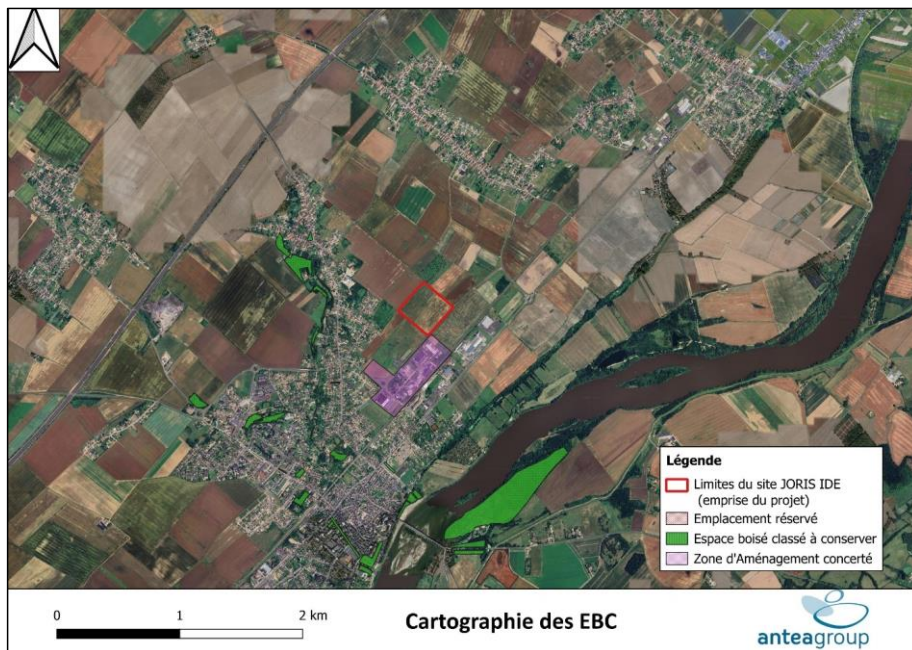 Légende
Limites du site JORIS IDE
(emprise du projet)
Emplacement réservé
Espace boisé classé à conserver
Zone d'Aménagement concerté
0 1 2 km
Cartographie des EBC
anteagroup